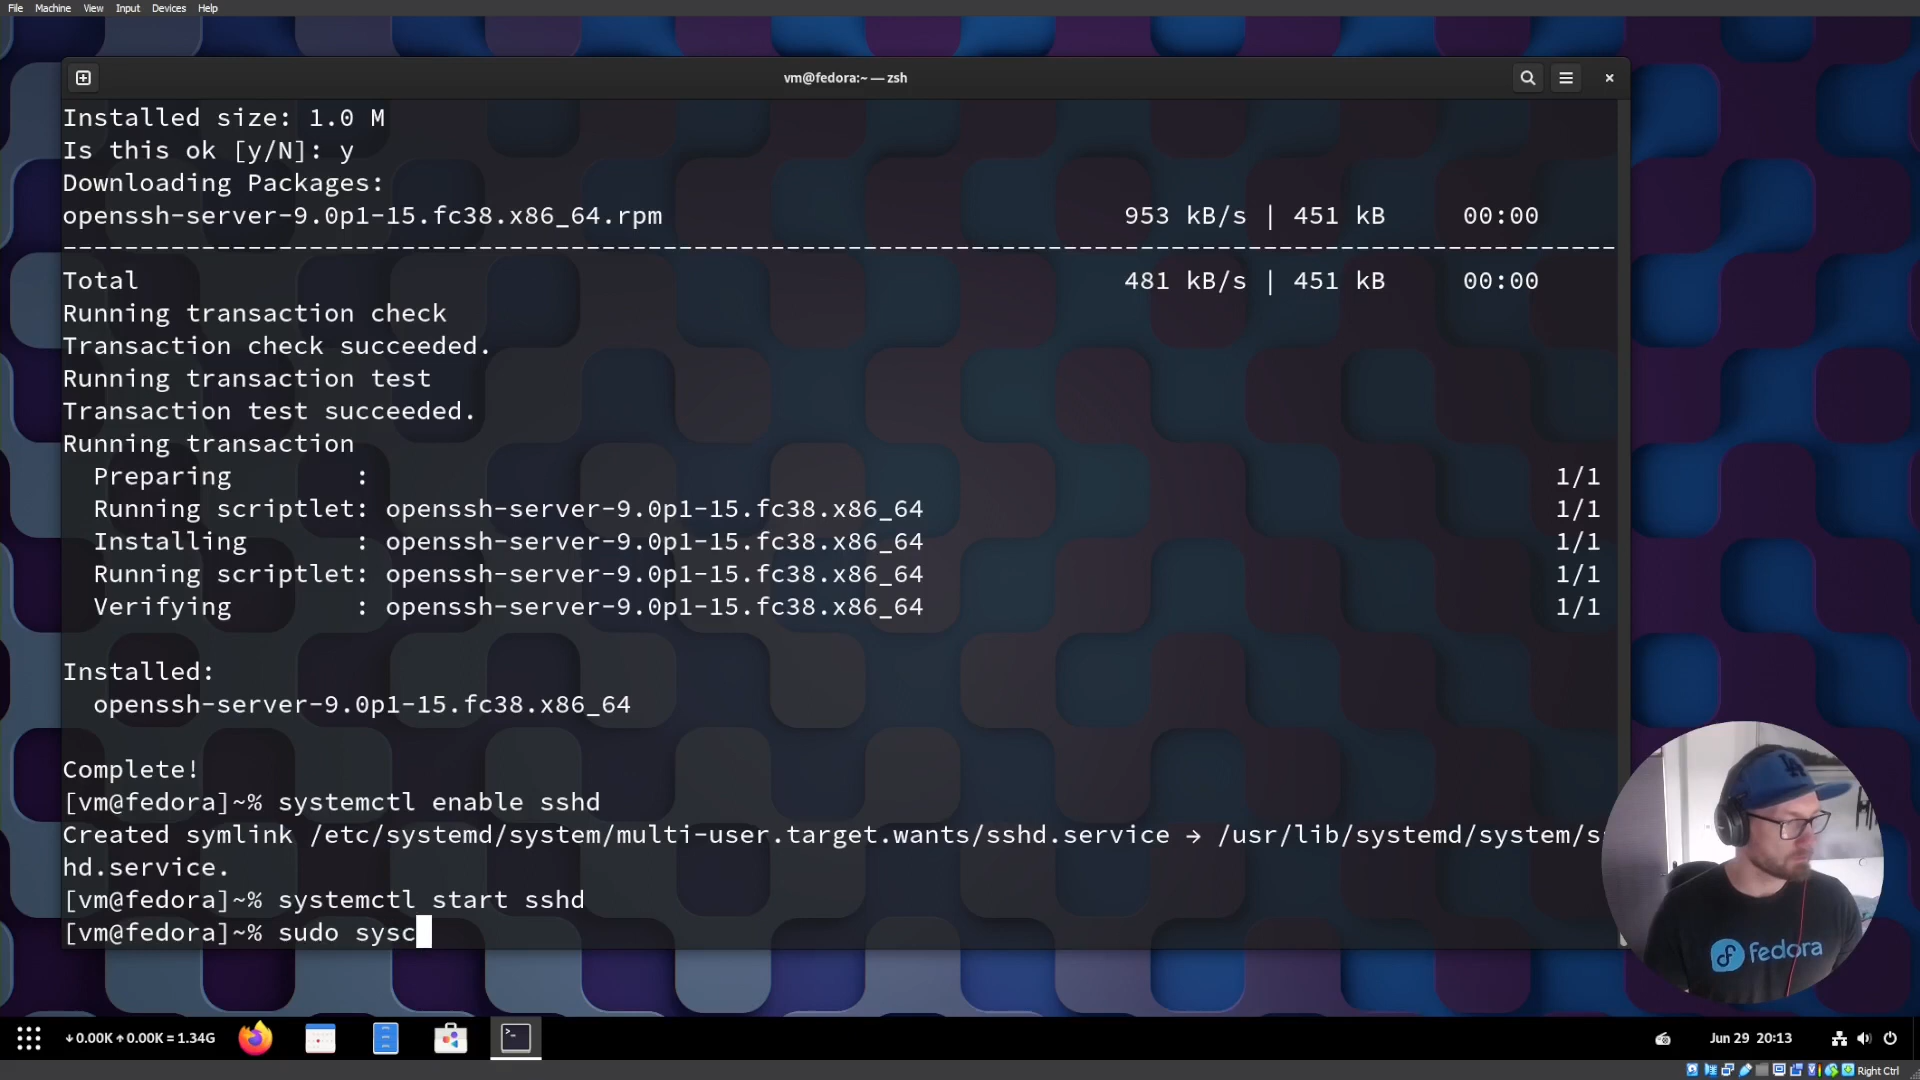 File Machine View Input Devices Help
vm@fedora:~ — zsh
Installed size: 1.0 M
Is this ok [y/N]: y
Downloading Packages:
openssh-server-9.0p1-15.fc38.x86_64.rpm 953 kB/s | 451 kB 00:00
--------------------------------------------------------------------------------
Total 481 kB/s | 451 kB 00:00
Running transaction check
Transaction check succeeded.
Running transaction test
Transaction test succeeded.
Running transaction
Preparing : 1/1
Running scriptlet: openssh-server-9.0p1-15.fc38.x86_64 1/1
Installing : openssh-server-9.0p1-15.fc38.x86_64 1/1
Running scriptlet: openssh-server-9.0p1-15.fc38.x86_64 1/1
Verifying : openssh-server-9.0p1-15.fc38.x86_64 1/1
Installed:
openssh-server-9.0p1-15.fc38.x86_64
Complete!
[vm@fedora]~% systemctl enable sshd
Created symlink /etc/systemd/system/multi-user.target.wants/sshd.service → /usr/lib/systemd/system/s
hd.service.
[vm@fedora]~% systemctl start sshd
[vm@fedora]~% sudo sysc
LA
fedora
↓0.00K ↑0.00K = 1.34G
Jun 29 20:13
Right Ctrl